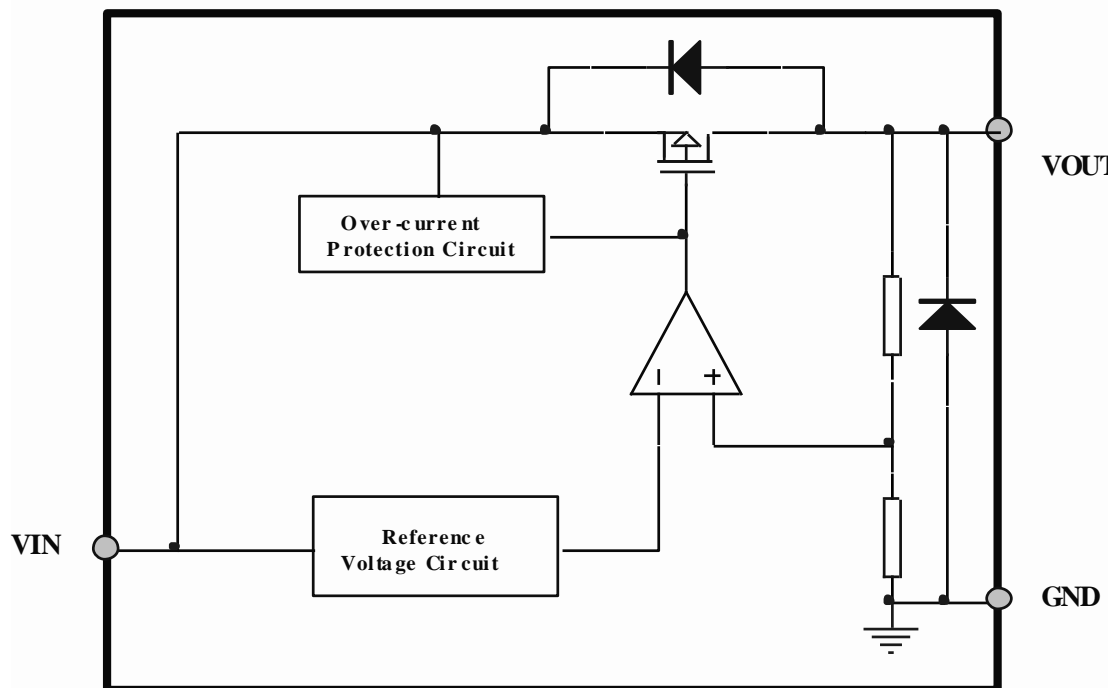 VOUT
Over-current
Protection Circuit
− +
VIN
Reference
Voltage Circuit
GND